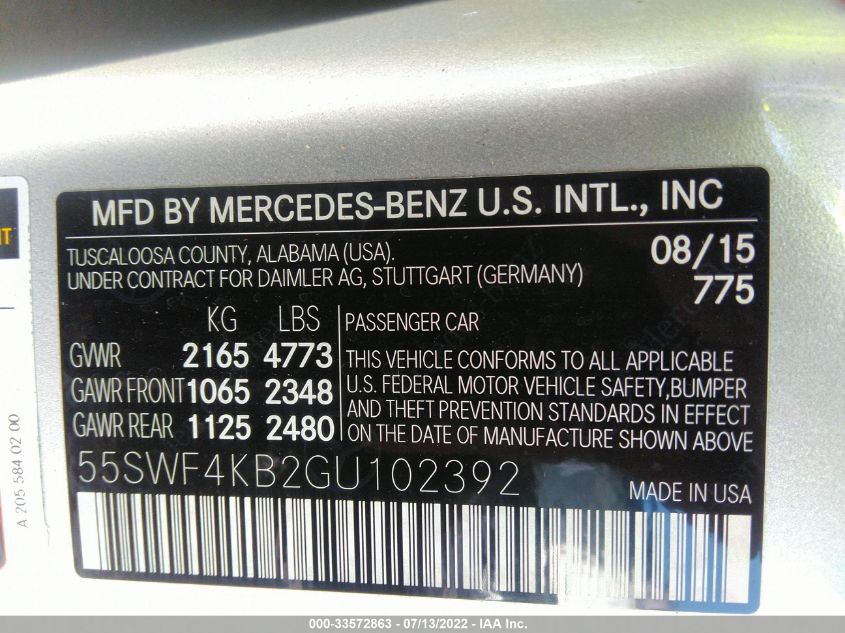 MFD BY MERCEDES-BENZ U.S. INTL., INC
TUSCALOOSA COUNTY, ALABAMA (USA). 08/15
UNDER CONTRACT FOR DAIMLER AG, STUTTGART (GERMANY) 775
KG LBS
GVWR 2165 4773
GAWR FRONT 1065 2348
GAWR REAR 1125 2480
PASSENGER CAR
THIS VEHICLE CONFORMS TO ALL APPLICABLE
U.S. FEDERAL MOTOR VEHICLE SAFETY,BUMPER
AND THEFT PREVENTION STANDARDS IN EFFECT
ON THE DATE OF MANUFACTURE SHOWN ABOVE
55SWF4KB2GU102392
MADE IN USA
A 205 584 02 00
000-33572863 - 07/13/2022 - IAA Inc.